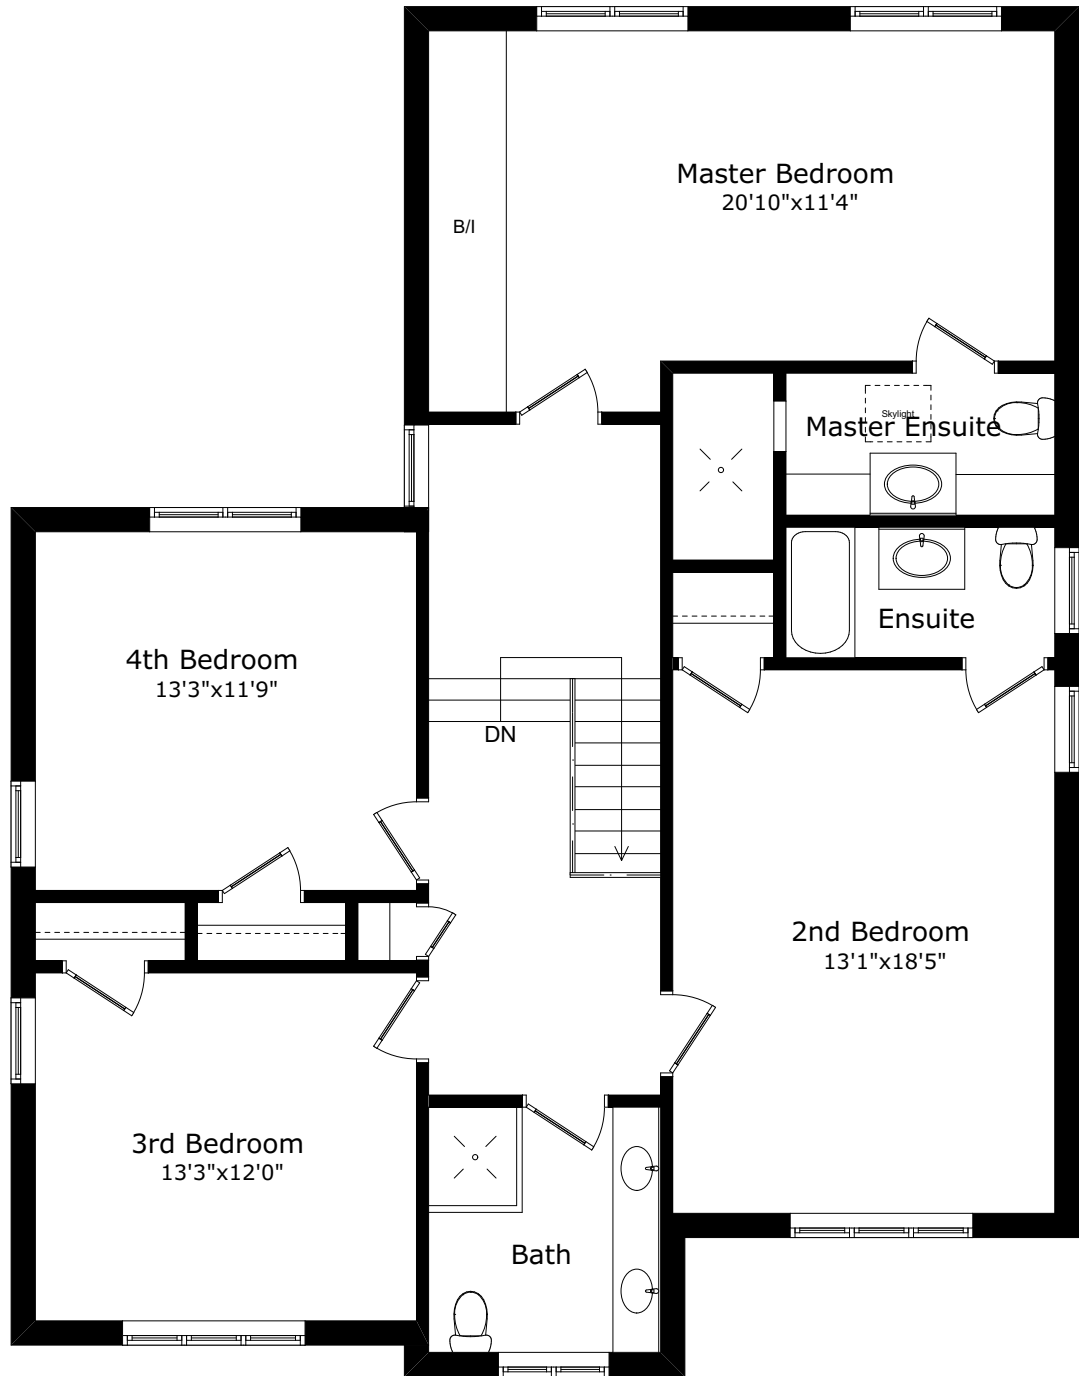 Master Bedroom
20'10"x11'4"
B/I
Skylight
Master Ensuite
Ensuite
4th Bedroom
13'3"x11'9"
DN
2nd Bedroom
13'1"x18'5"
3rd Bedroom
13'3"x12'0"
Bath